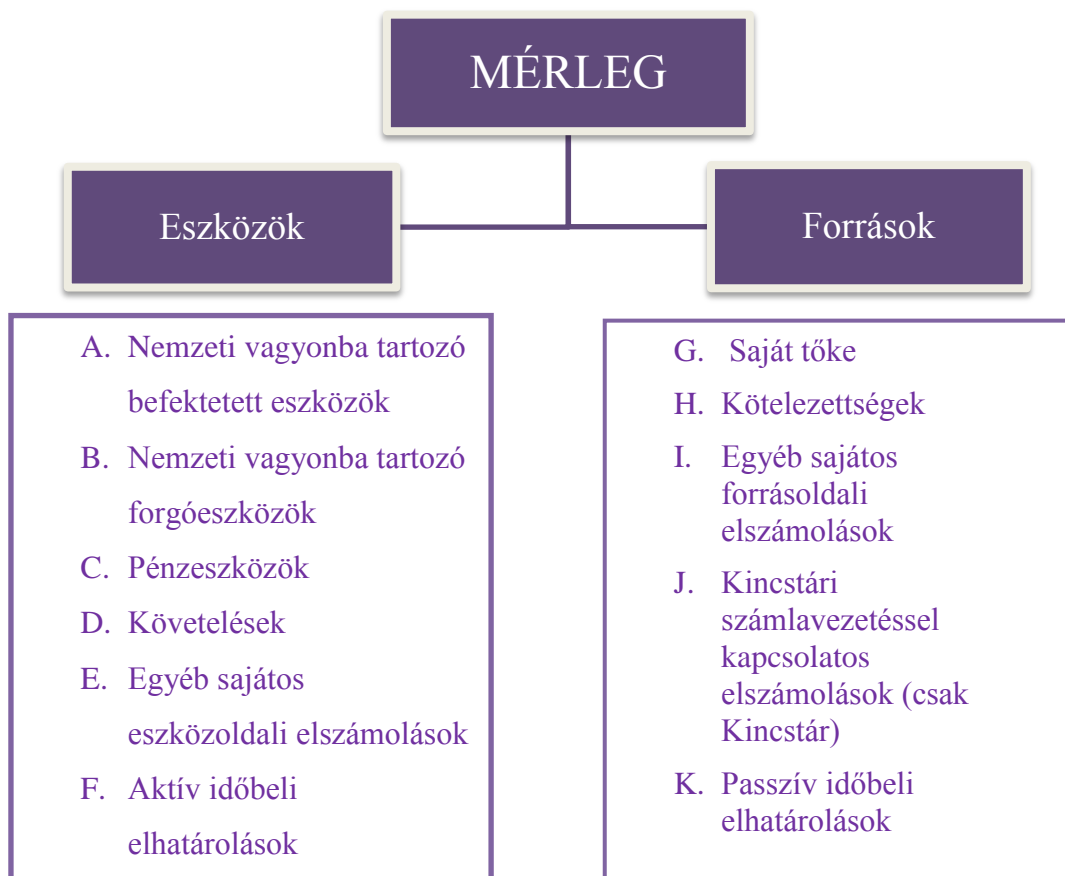 MÉRLEG
Eszközök
Források
A. Nemzeti vagyonba tartozó
befektetett eszközök
B. Nemzeti vagyonba tartozó
forgóeszközök
C. Pénzeszközök
D. Követelések
E. Egyéb sajátos
eszközoldali elszámolások
F. Aktív időbeli
elhatárolások
G. Saját tőke
H. Kötelezettségek
I. Egyéb sajátos
forrásoldali
elszámolások
J. Kincstári
számlavezetéssel
kapcsolatos
elszámolások (csak
Kincstár)
K. Passzív időbeli
elhatárolások